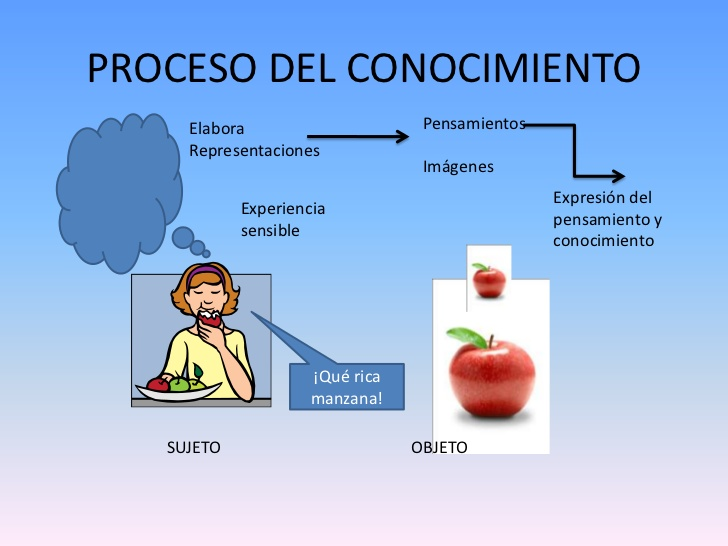 PROCESO DEL CONOCIMIENTO
Elabora
Representaciones
Pensamientos
Imágenes
Experiencia
sensible
Expresión del
pensamiento y
conocimiento
¡Qué rica
manzana!
SUJETO
OBJETO